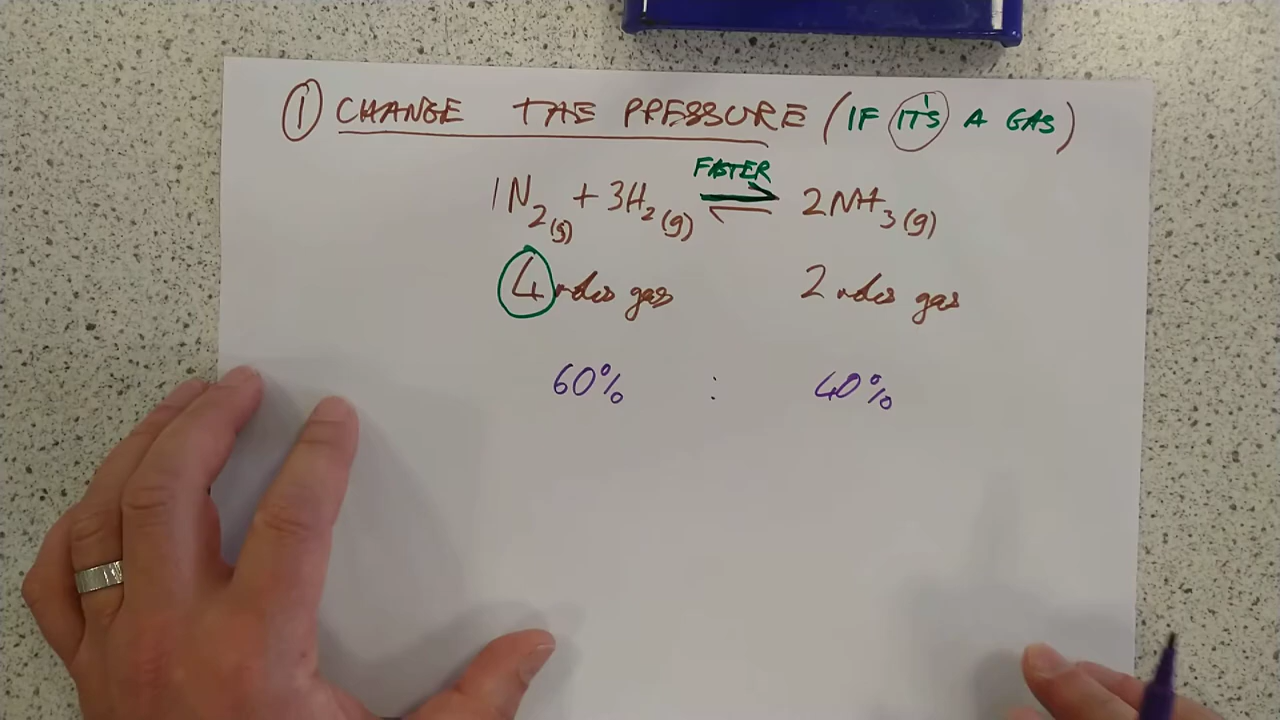 ① CHANGE THE PRESSURE (IF IT'S A GAS)
FASTER
1N₂(g) + 3H₂(g) ⇌ 2NH₃(g)
4 moles gas 2 moles gas
60% : 40%